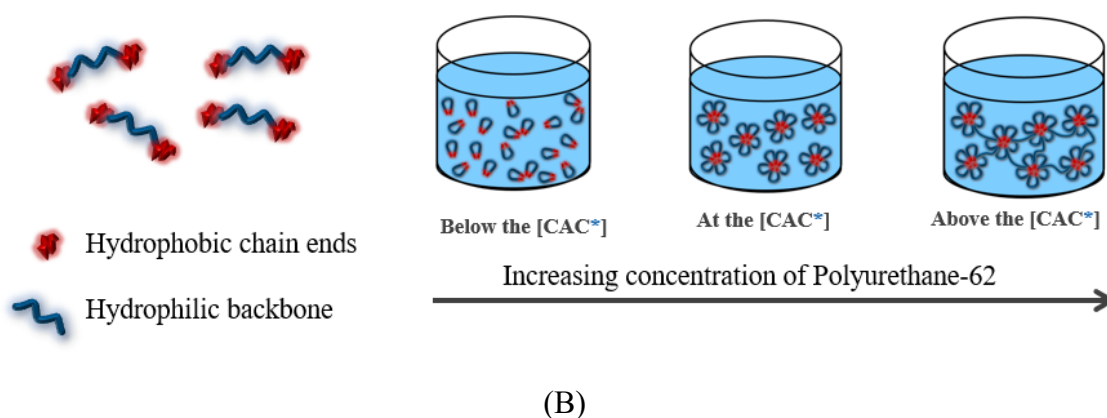 Hydrophobic chain ends
Hydrophilic backbone
Below the [CAC*]
At the [CAC*]
Above the [CAC*]
Increasing concentration of Polyurethane-62
(B)